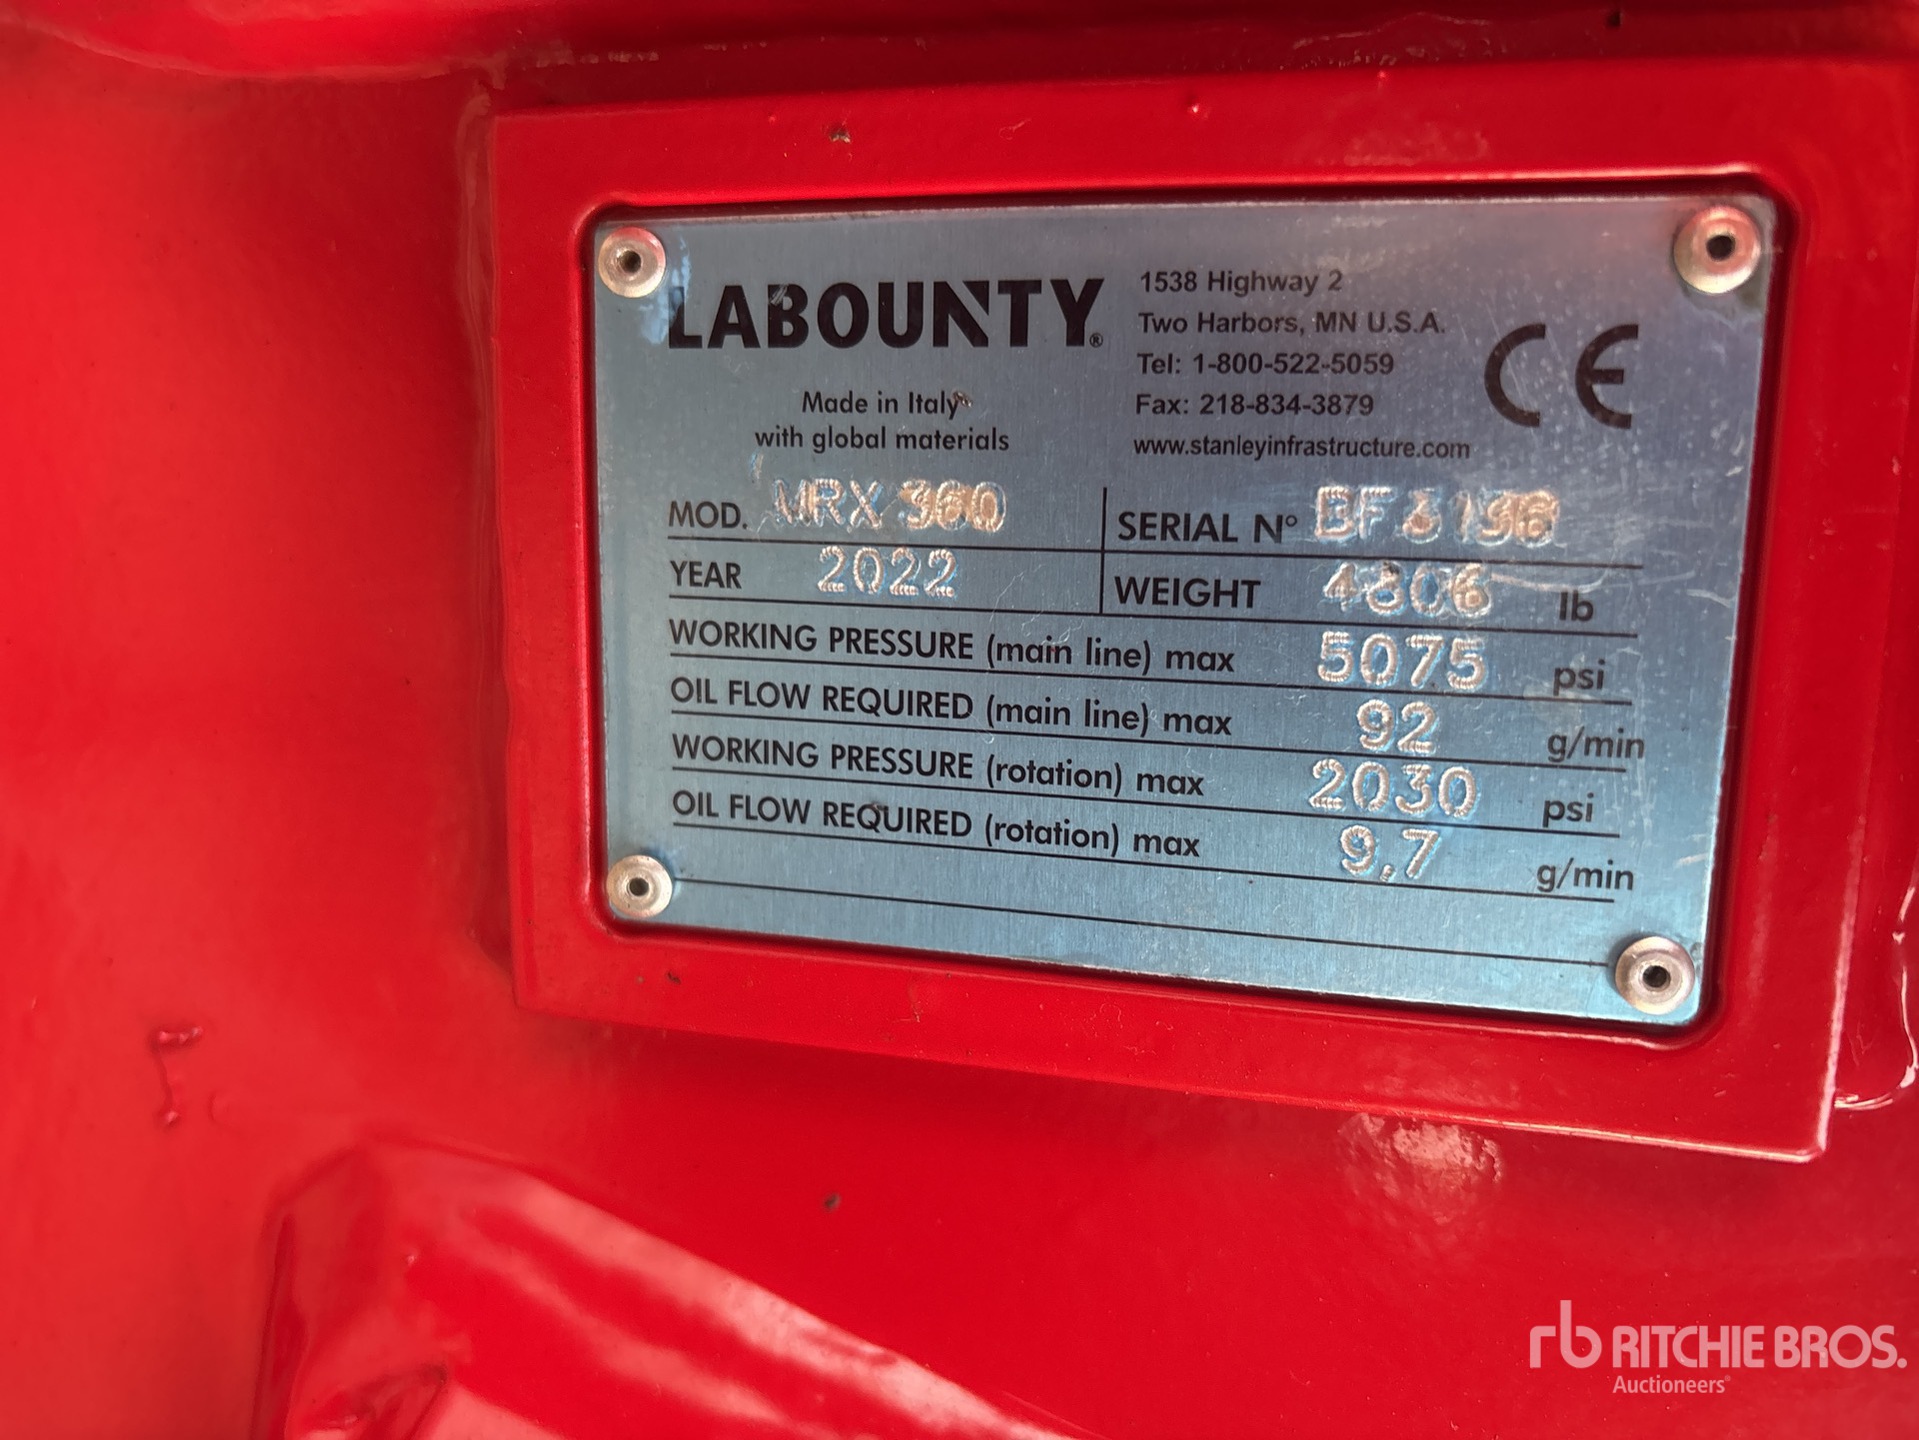 LABOUNTY®
Made in Italy
with global materials
1538 Highway 2
Two Harbors, MN U.S.A.
Tel: 1-800-522-5059
Fax: 218-834-3879
www.stanleyinfrastructure.com
CE
MOD. MRX 360
SERIAL N°
YEAR 2022
WEIGHT 4806 lb
WORKING PRESSURE (main line) max 5075 psi
OIL FLOW REQUIRED (main line) max 92 g/min
WORKING PRESSURE (rotation) max 2030 psi
OIL FLOW REQUIRED (rotation) max 9,7 g/min
rb RITCHIE BROS.
Auctioneers®